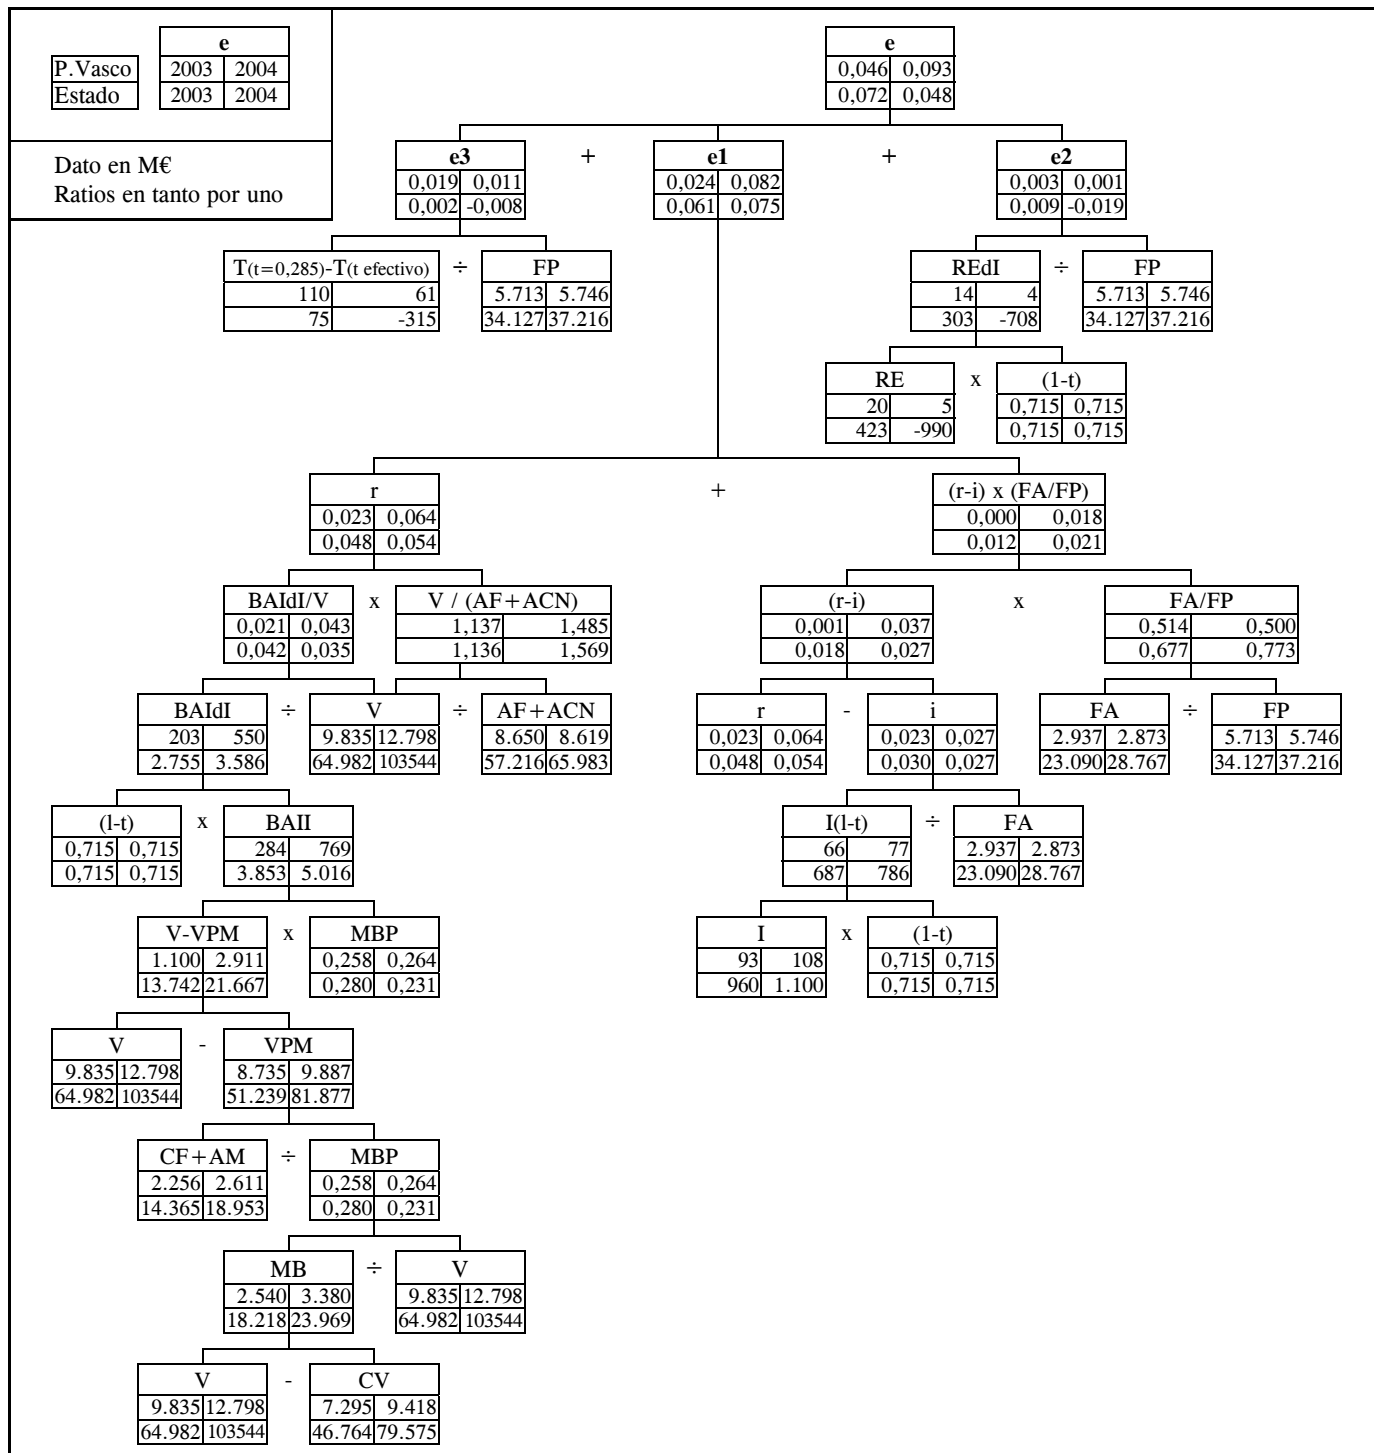 e
P.Vasco 2003 2004
Estado 2003 2004
Dato en M€
Ratios en tanto por uno
e
0,046 0,093
0,072 0,048
e3 + e1 + e2
0,019 0,011 0,024 0,082 0,003 0,001
0,002 -0,008 0,061 0,075 0,009 -0,019
T(t=0,285)-T(t efectivo) ÷ FP REdI ÷ FP
110 61 5.713 5.746 14 4 5.713 5.746
75 -315 34.127 37.216 303 -708 34.127 37.216
RE x (1-t)
20 5 0,715 0,715
423 -990 0,715 0,715
r + (r-i) x (FA/FP)
0,023 0,064 0,000 0,018
0,048 0,054 0,012 0,021
BAIdI/V x V / (AF+ACN) (r-i) x FA/FP
0,021 0,043 1,137 1,485 0,001 0,037 0,514 0,500
0,042 0,035 1,136 1,569 0,018 0,027 0,677 0,773
BAIdI ÷ V ÷ AF+ACN r - i FA ÷ FP
203 550 9.835 12.798 8.650 8.619 0,023 0,064 0,023 0,027 2.937 2.873 5.713 5.746
2.755 3.586 64.982 103544 57.216 65.983 0,048 0,054 0,030 0,027 23.090 28.767 34.127 37.216
(l-t) x BAII I(l-t) ÷ FA
0,715 0,715 284 769 66 77 2.937 2.873
0,715 0,715 3.853 5.016 687 786 23.090 28.767
V-VPM x MBP I x (1-t)
1.100 2.911 0,258 0,264 93 108 0,715 0,715
13.742 21.667 0,280 0,231 960 1.100 0,715 0,715
V - VPM
9.835 12.798 8.735 9.887
64.982 103544 51.239 81.877
CF+AM ÷ MBP
2.256 2.611 0,258 0,264
14.365 18.953 0,280 0,231
MB ÷ V
2.540 3.380 9.835 12.798
18.218 23.969 64.982 103544
V - CV
9.835 12.798 7.295 9.418
64.982 103544 46.764 79.575